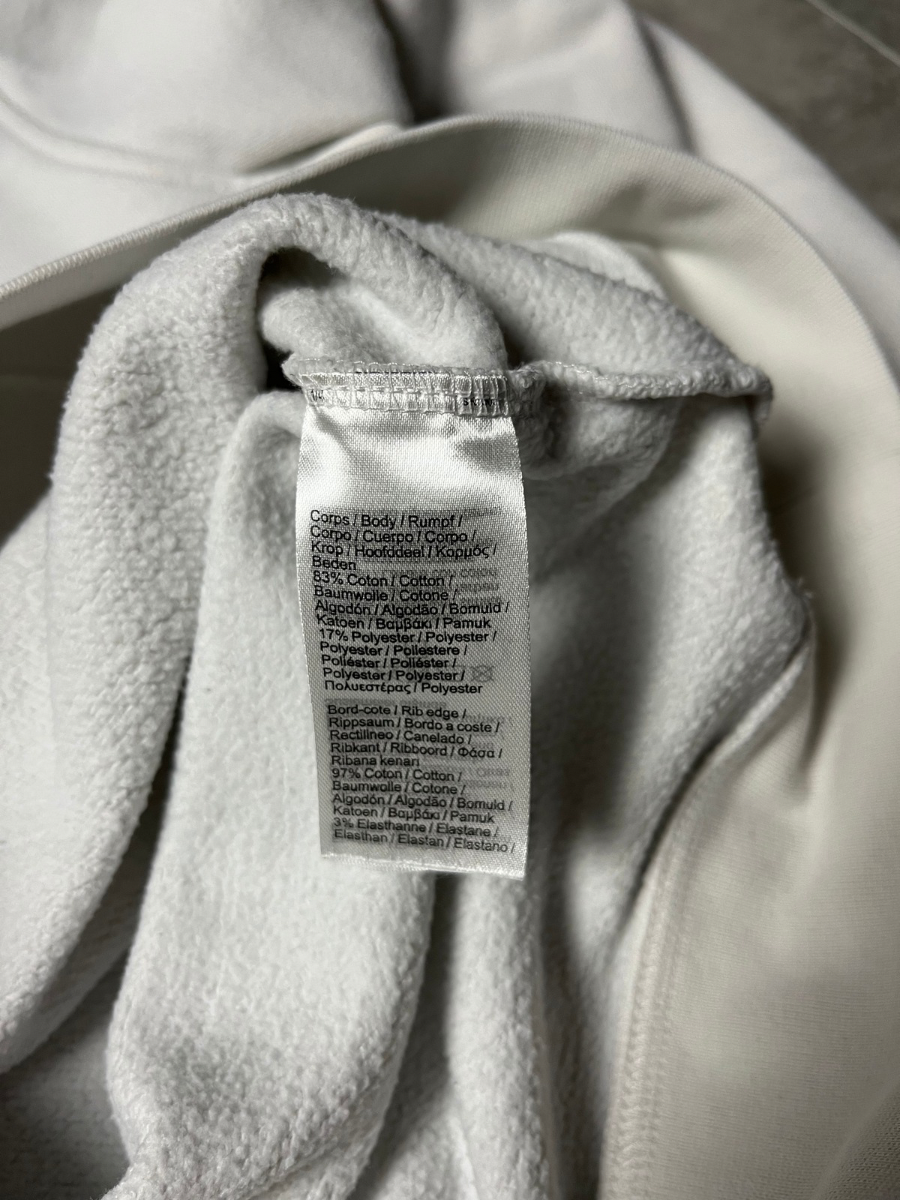 Corps / Body / Rumpf /
Corpo / Cuerpo / Corpo /
Krop / Hoofddeel / Κορμός /
Beden
83% Coton / Cotton /
Baumwolle / Cotone /
Algodón / Algodão / Bomuld /
Katoen / Βαμβάκι / Pamuk
17% Polyester / Polyester /
Polyester / Poliestere /
Poliéster / Poliéster /
Polyester / Polyester /
Πολυεστέρας / Polyester
Bord-cote / Rib edge /
Rippsaum / Bordo a coste /
Rectilineo / Canelado /
Ribkant / Ribboord / Φάσα /
Ribana kenari
97% Coton / Cotton /
Baumwolle / Cotone /
Algodón / Algodão / Bomuld /
Katoen / Βαμβάκι / Pamuk
3% Elasthanne / Elastane /
Elasthan / Elastan / Elastano /